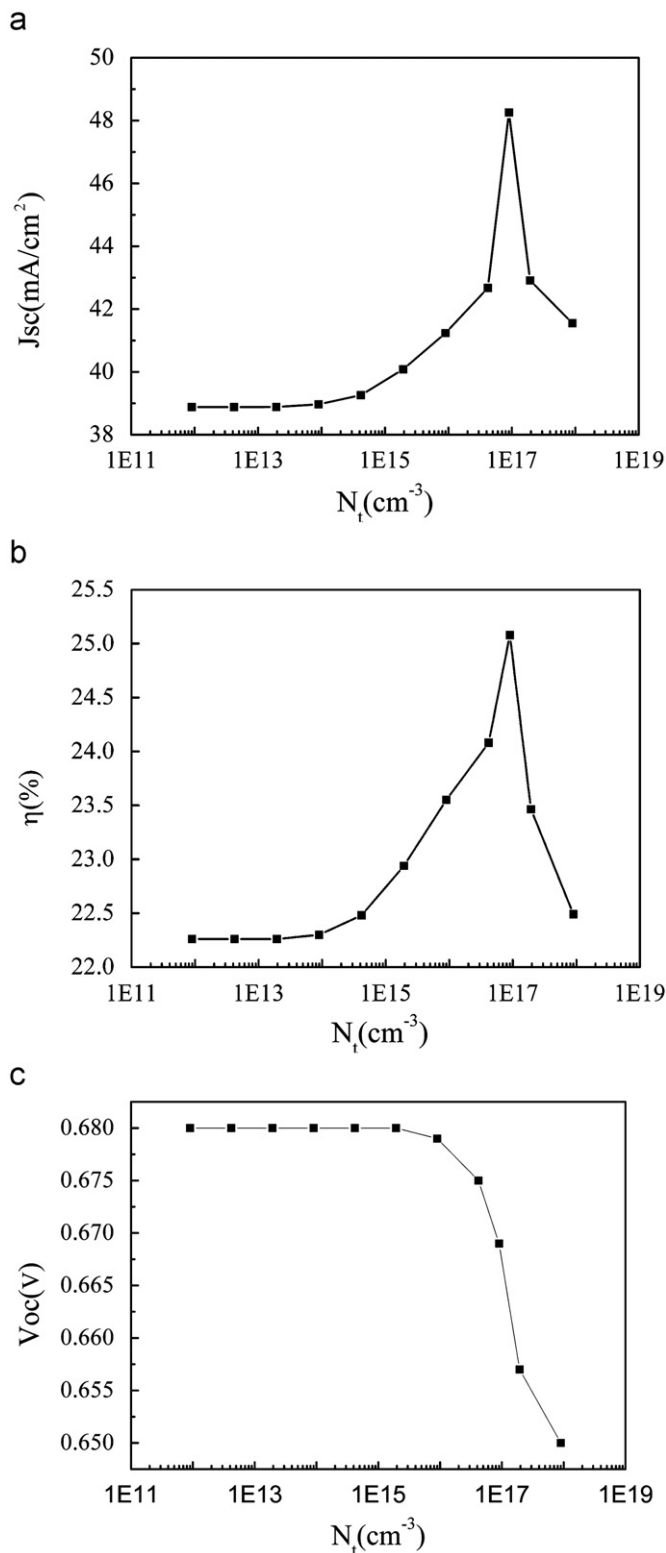 a
50
48
46
44
42
40
38
Jsc(mA/cm²)
1E11 1E13 1E15 1E17 1E19
Nₜ(cm⁻³)
b
25.5
25.0
24.5
24.0
23.5
23.0
22.5
22.0
η(%)
1E11 1E13 1E15 1E17 1E19
Nₜ(cm⁻³)
c
0.680
0.675
0.670
0.665
0.660
0.655
0.650
Voc(V)
1E11 1E13 1E15 1E17 1E19
Nₜ(cm⁻³)